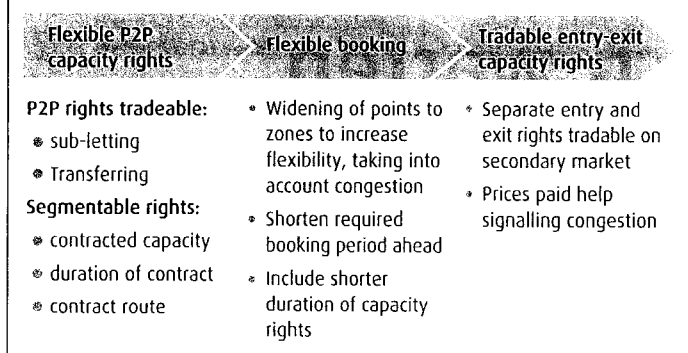 Flexible P2P
capacity rights
Flexible booking
Tradable entry-exit
capacity rights
P2P rights tradeable:
sub-letting
Transferring
Segmentable rights:
contracted capacity
duration of contract
contract route
Widening of points to
zones to increase
flexibility, taking into
account congestion
Shorten required
booking period ahead
Include shorter
duration of capacity
rights
Separate entry and
exit rights tradable on
secondary market
Prices paid help
signalling congestion